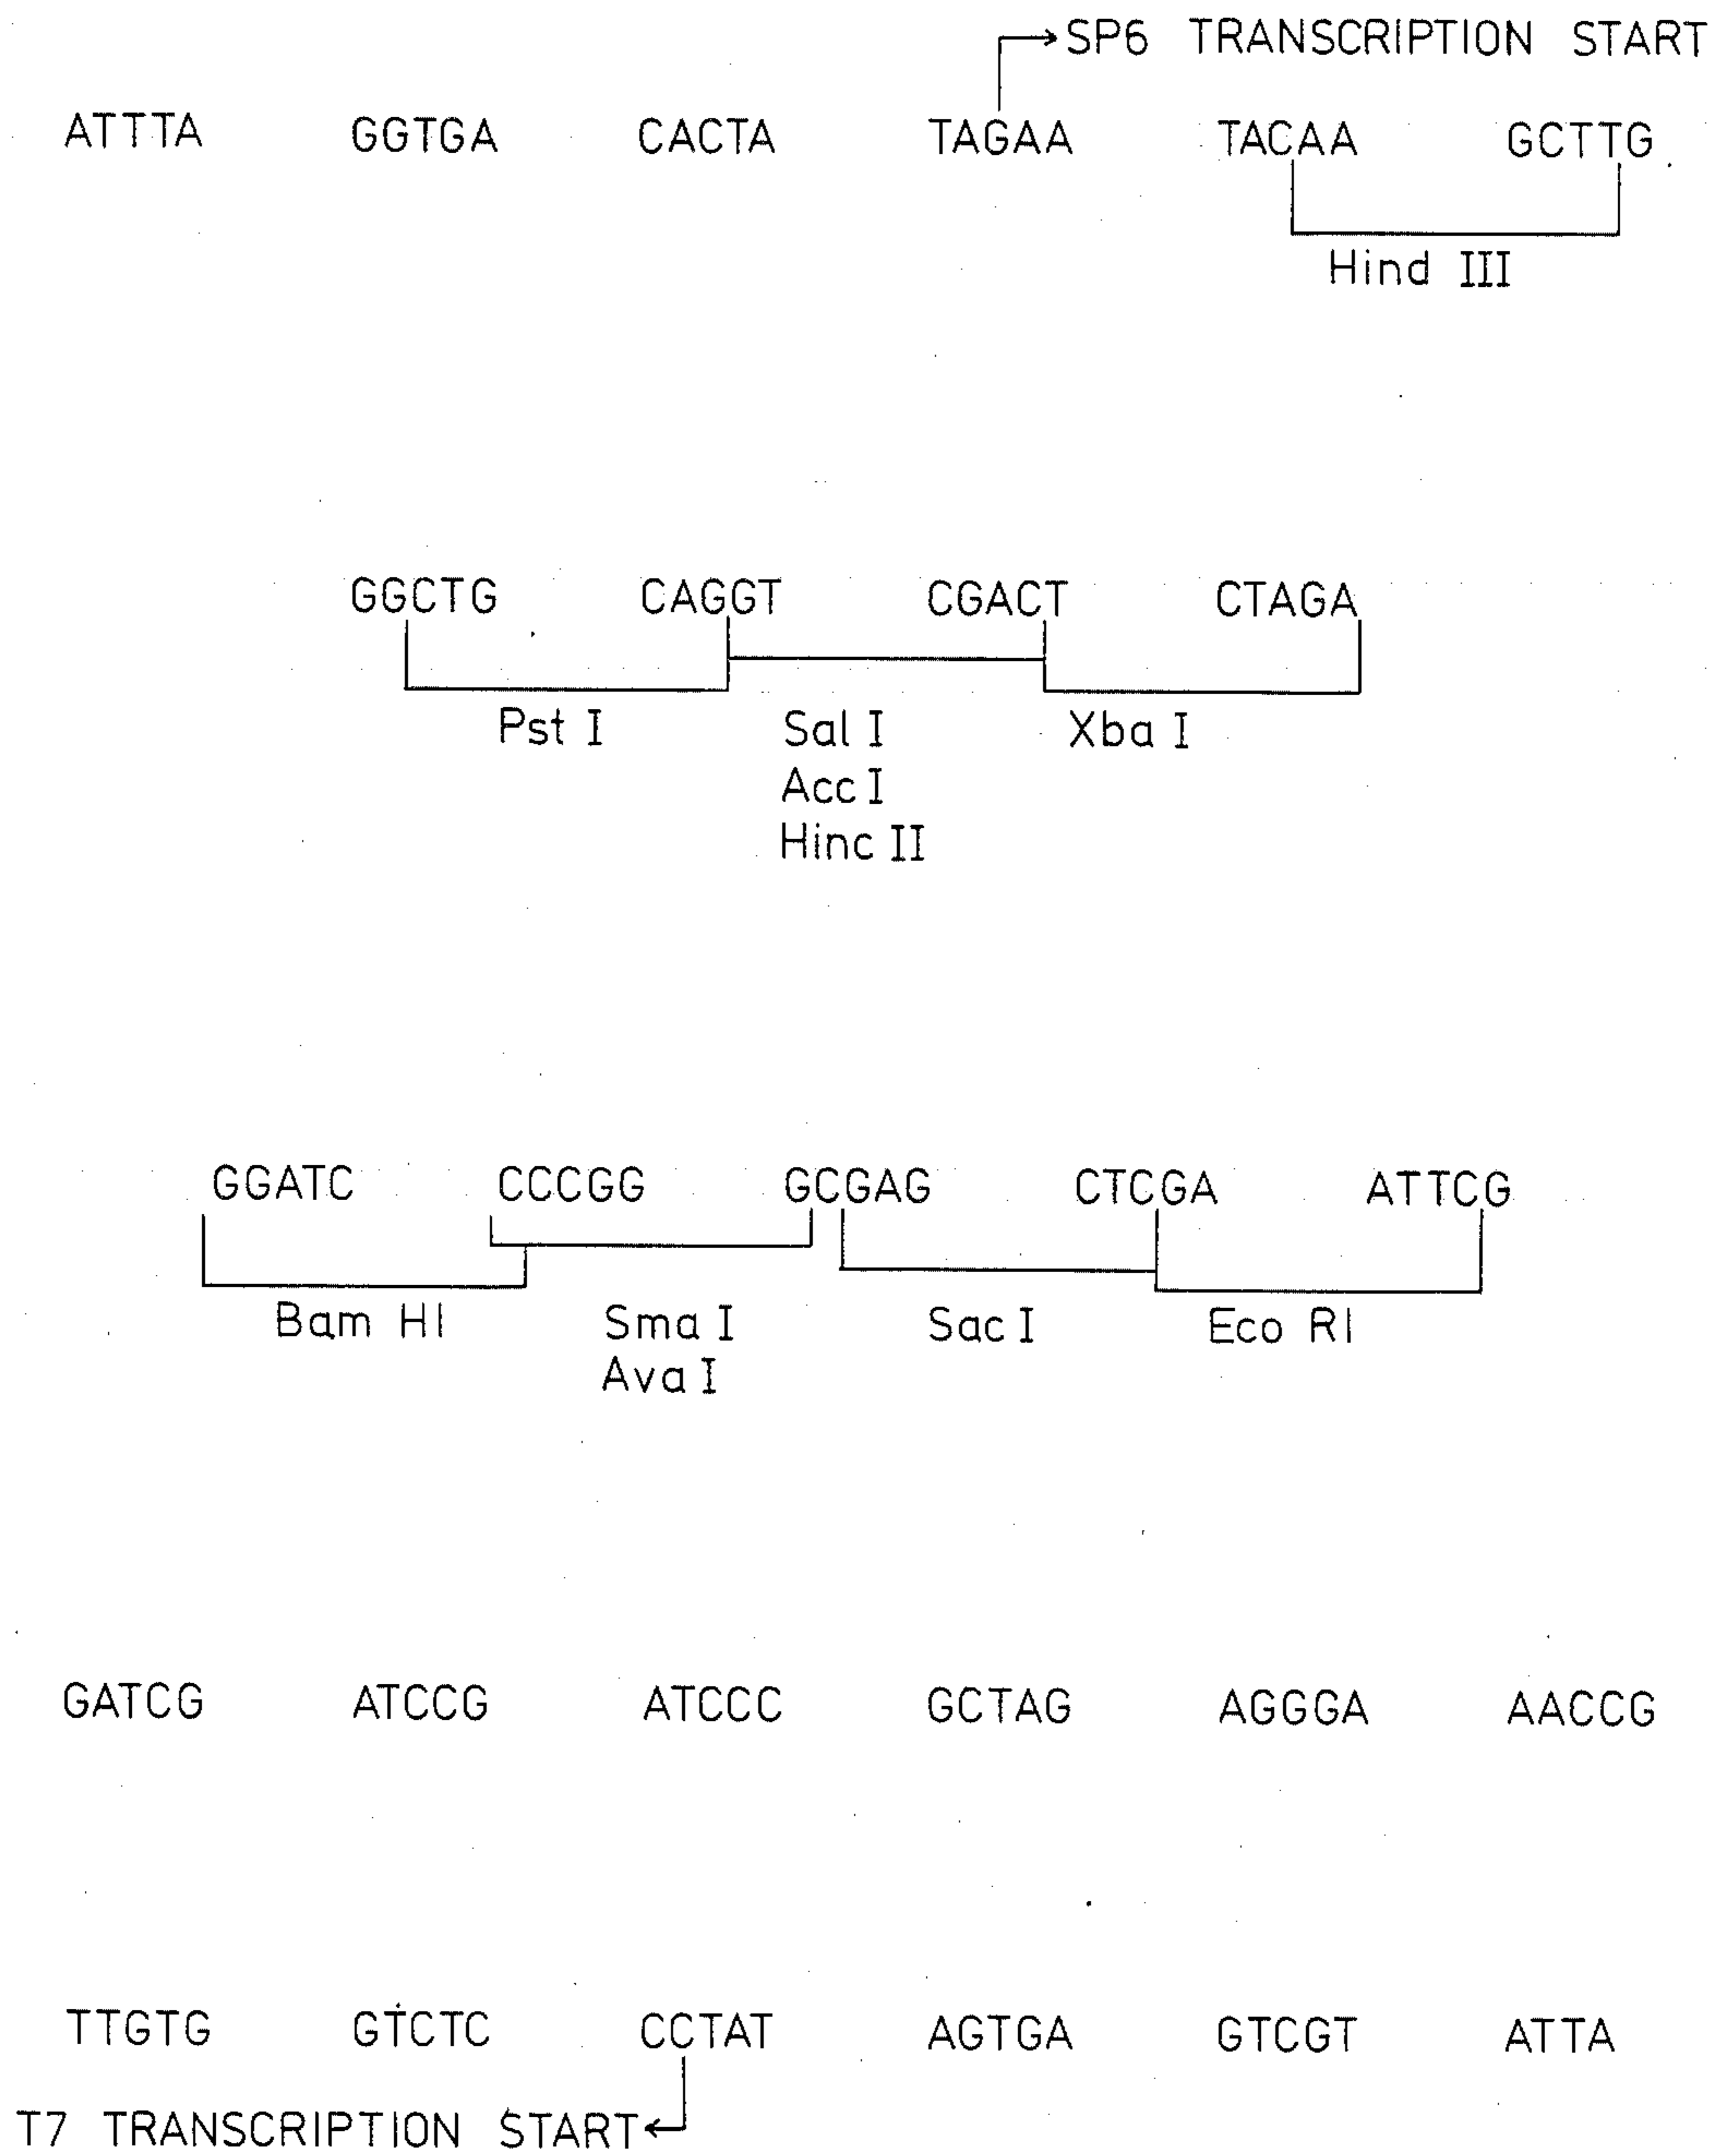 SP6 TRANSCRIPTION START
ATTTA GGTGA CACTA TAGAA TACAA GCTTG
Hind III
GGCTG CAGGT CGACT CTAGA
Pst I Sal I Xba I
Acc I
Hinc II
GGATC CCCGG GCGAG CTCGA ATTCG
Bam HI Sma I Sac I Eco RI
Ava I
GATCG ATCCG ATCCC GCTAG AGGGA AACCG
TTGTG GTCTC CCTAT AGTGA GTCGT ATTA
T7 TRANSCRIPTION START